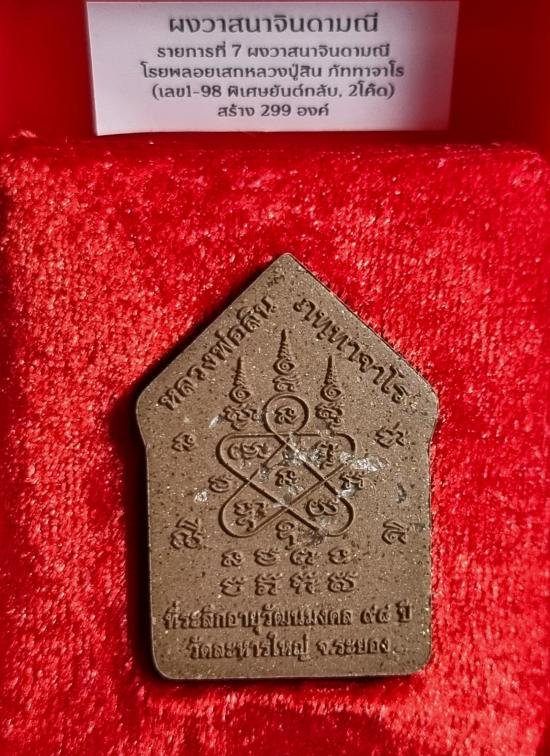 ผงวาสนาจินดามณี
รายการที่ 7 ผงวาสนาจินดามณี
โรยพลอยเสกหลวงปู่สิน ภัททาจาโร
(เลข1-98 พิเศษยันต์กลับ, 2โค๊ด)
สร้าง 299 องค์
หลวงพ่อสิน ภทฺทาจาโร
ที่ระลึกอายุวัฒนมงคล ๙๘ ปี
วัดละหารใหญ่ จ.ระยอง